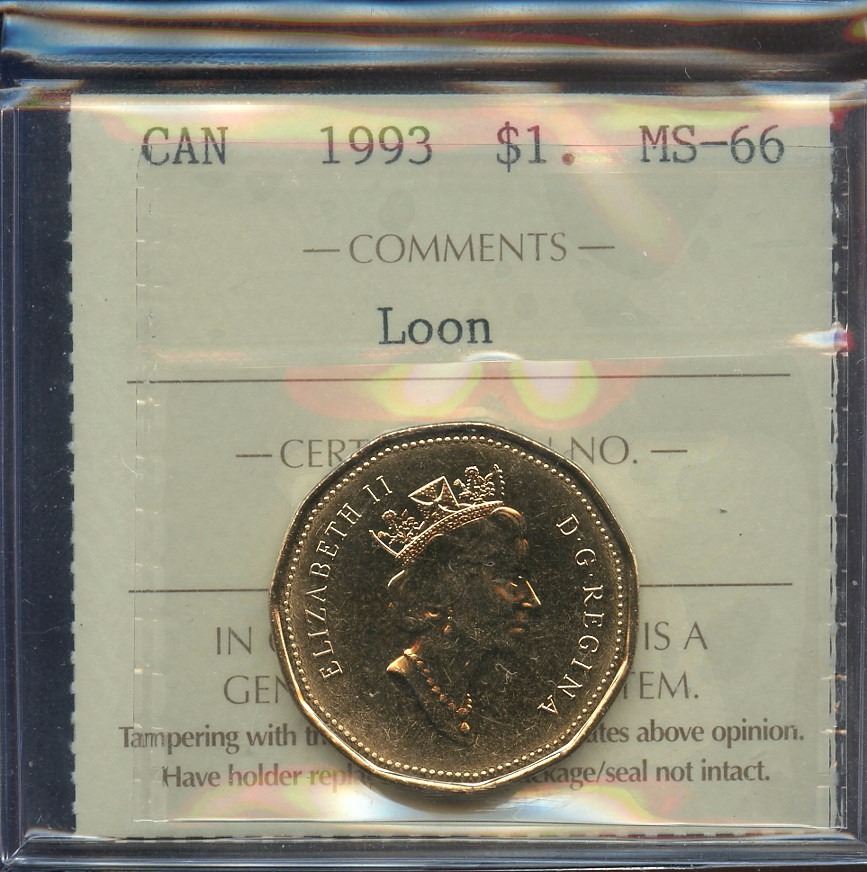 CAN 1993 $1. MS-66
— COMMENTS —
Loon
— CERT NO. —
ELIZABETH II D·G·REGINA
IN IS A
GEN TEM.
Tampering with th ates above opinion.
Have holder repla ckage/seal not intact.